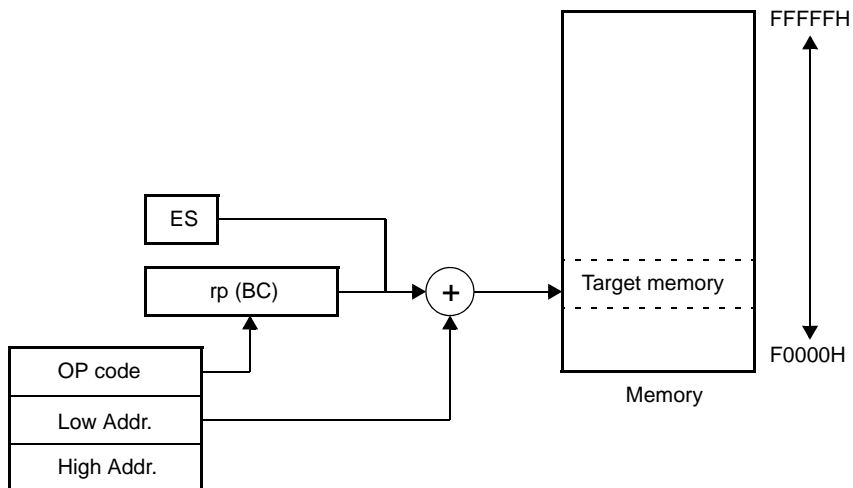 FFFFFH
ES
rp (BC)
+
Target memory
OP code
F0000H
Memory
Low Addr.
High Addr.